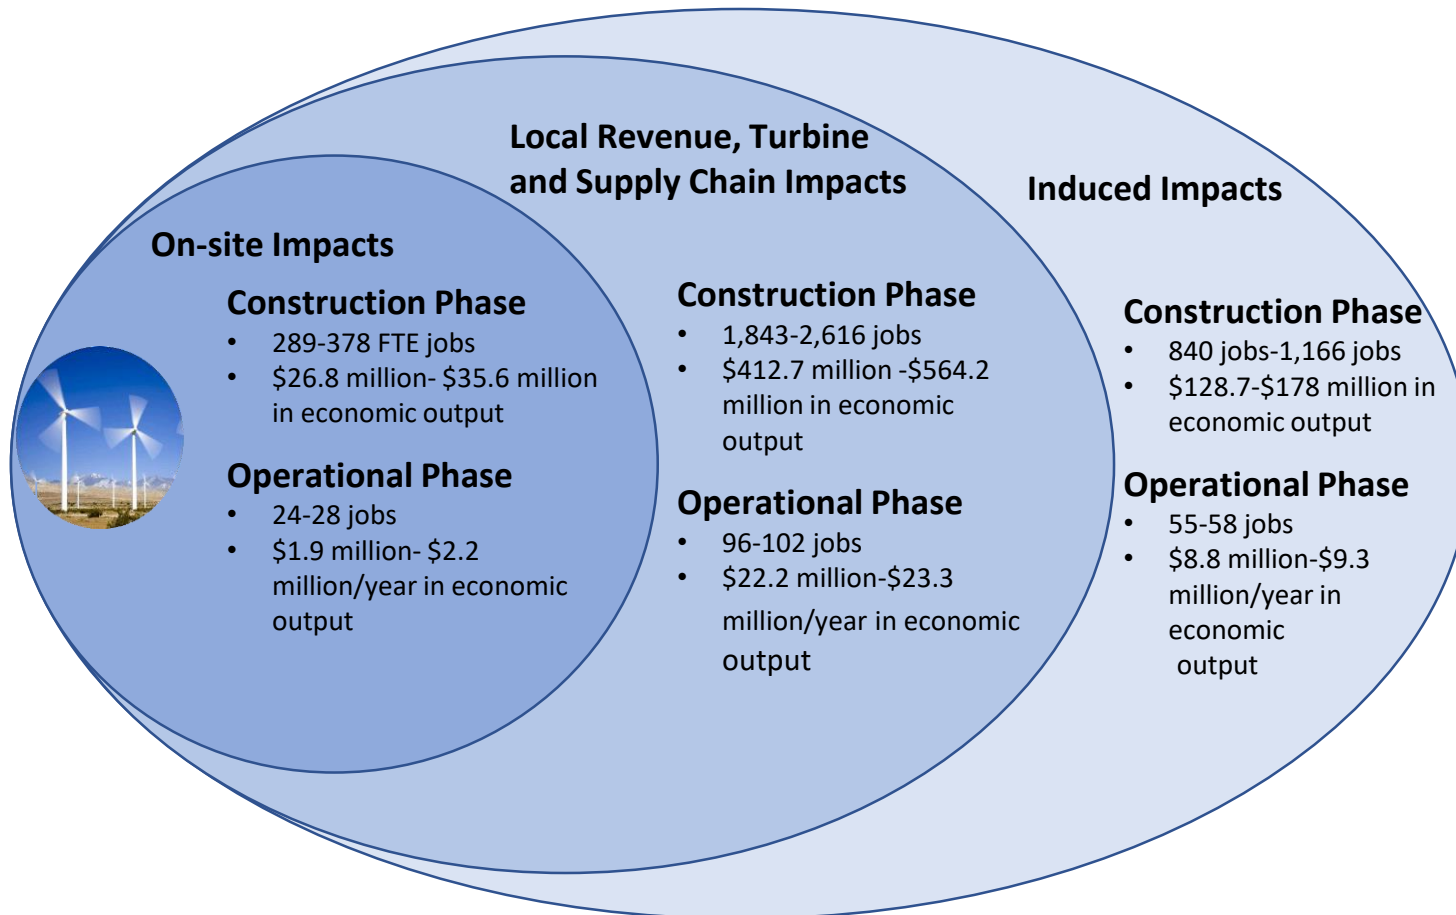 On-site Impacts
Construction Phase
• 289-378 FTE jobs
• $26.8 million- $35.6 million
in economic output
Operational Phase
• 24-28 jobs
• $1.9 million- $2.2
million/year in economic
output
Local Revenue, Turbine
and Supply Chain Impacts
Construction Phase
• 1,843-2,616 jobs
• $412.7 million -$564.2
million in economic
output
Operational Phase
• 96-102 jobs
• $22.2 million-$23.3
million/year in economic
output
Induced Impacts
Construction Phase
• 840 jobs-1,166 jobs
• $128.7-$178 million in
economic output
Operational Phase
• 55-58 jobs
• $8.8 million-$9.3
million/year in
economic
output